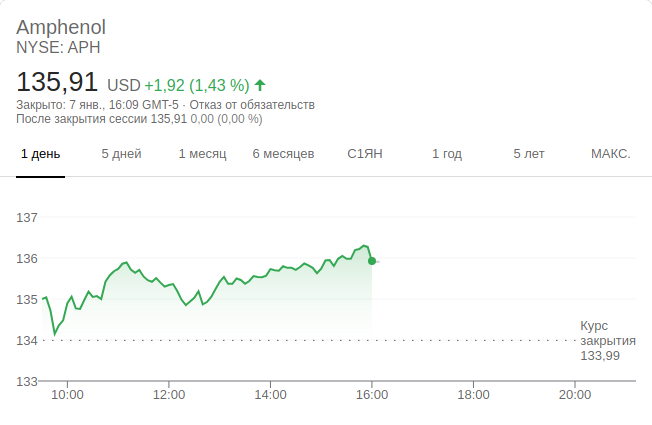 Amphenol
NYSE: APH
135,91 USD +1,92 (1,43 %)
Закрыто: 7 янв., 16:09 GMT-5 · Отказ от обязательств
После закрытия сессии 135,91 0,00 (0,00 %)
1 день 5 дней 1 месяц 6 месяцев С1ЯН 1 год 5 лет МАКС.
137
136
135
Курс
134 закрытия
133,99
133
10:00 12:00 14:00 16:00 18:00 20:00